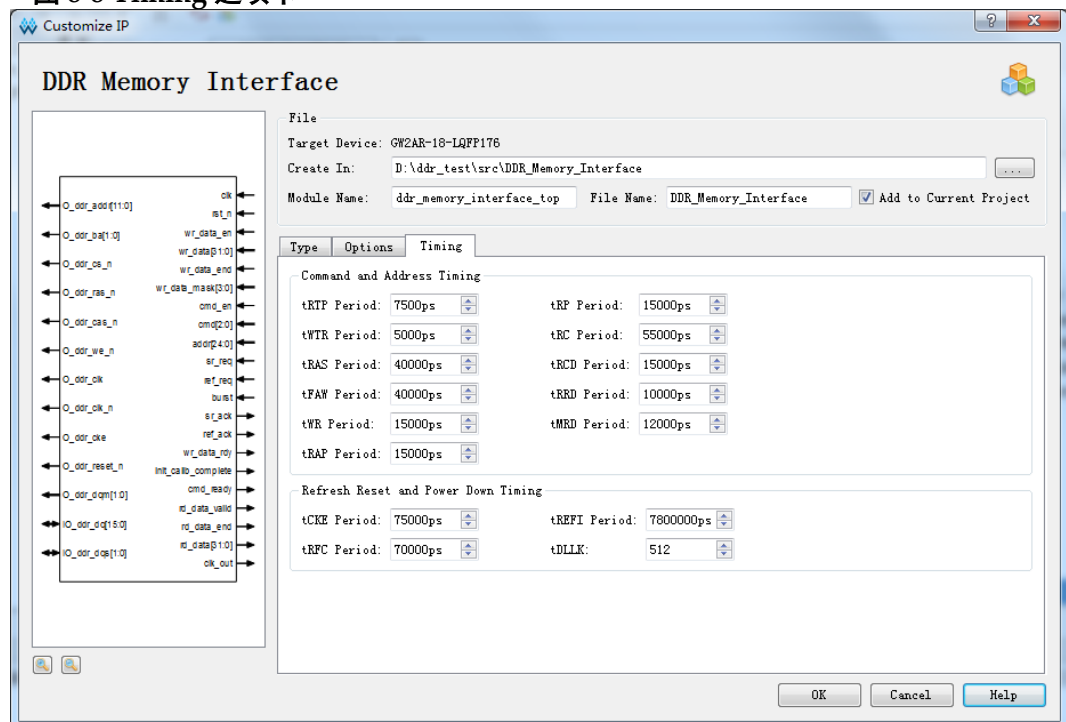 Timing
Customize IP
DDR Memory Interface
File
Target Device: GW2AR-18-LQFP176
Create In: D:\ddr_test\src\DDR_Memory_Interface ...
Module Name: ddr_memory_interface_top File Name: DDR_Memory_Interface Add to Current Project
Type Options Timing
Command and Address Timing
tRTP Period: 7500ps tRP Period: 15000ps
tWTR Period: 5000ps tRC Period: 55000ps
tRAS Period: 40000ps tRCD Period: 15000ps
tFAW Period: 40000ps tRRD Period: 10000ps
tWR Period: 15000ps tMRD Period: 12000ps
tRAP Period: 15000ps
Refresh Reset and Power Down Timing
tCKE Period: 75000ps tREFI Period: 7800000ps
tRFC Period: 70000ps tDLLK: 512
O_ddr_addr[11:0]
O_ddr_ba[1:0]
O_ddr_cs_n
O_ddr_ras_n
O_ddr_cas_n
O_ddr_we_n
O_ddr_clk
O_ddr_clk_n
O_ddr_cke
O_ddr_reset_n
O_ddr_dqm[1:0]
IO_ddr_dq[15:0]
IO_ddr_dqs[1:0]
clk
rst_n
wr_data_en
wr_data[31:0]
wr_data_end
wr_data_mask[3:0]
cmd_en
cmd[2:0]
addr[24:0]
sr_req
ref_req
burst
sr_ack
ref_ack
wr_data_rdy
init_calib_complete
cmd_ready
rd_data_valid
rd_data_end
rd_data[31:0]
clk_out
OK Cancel Help